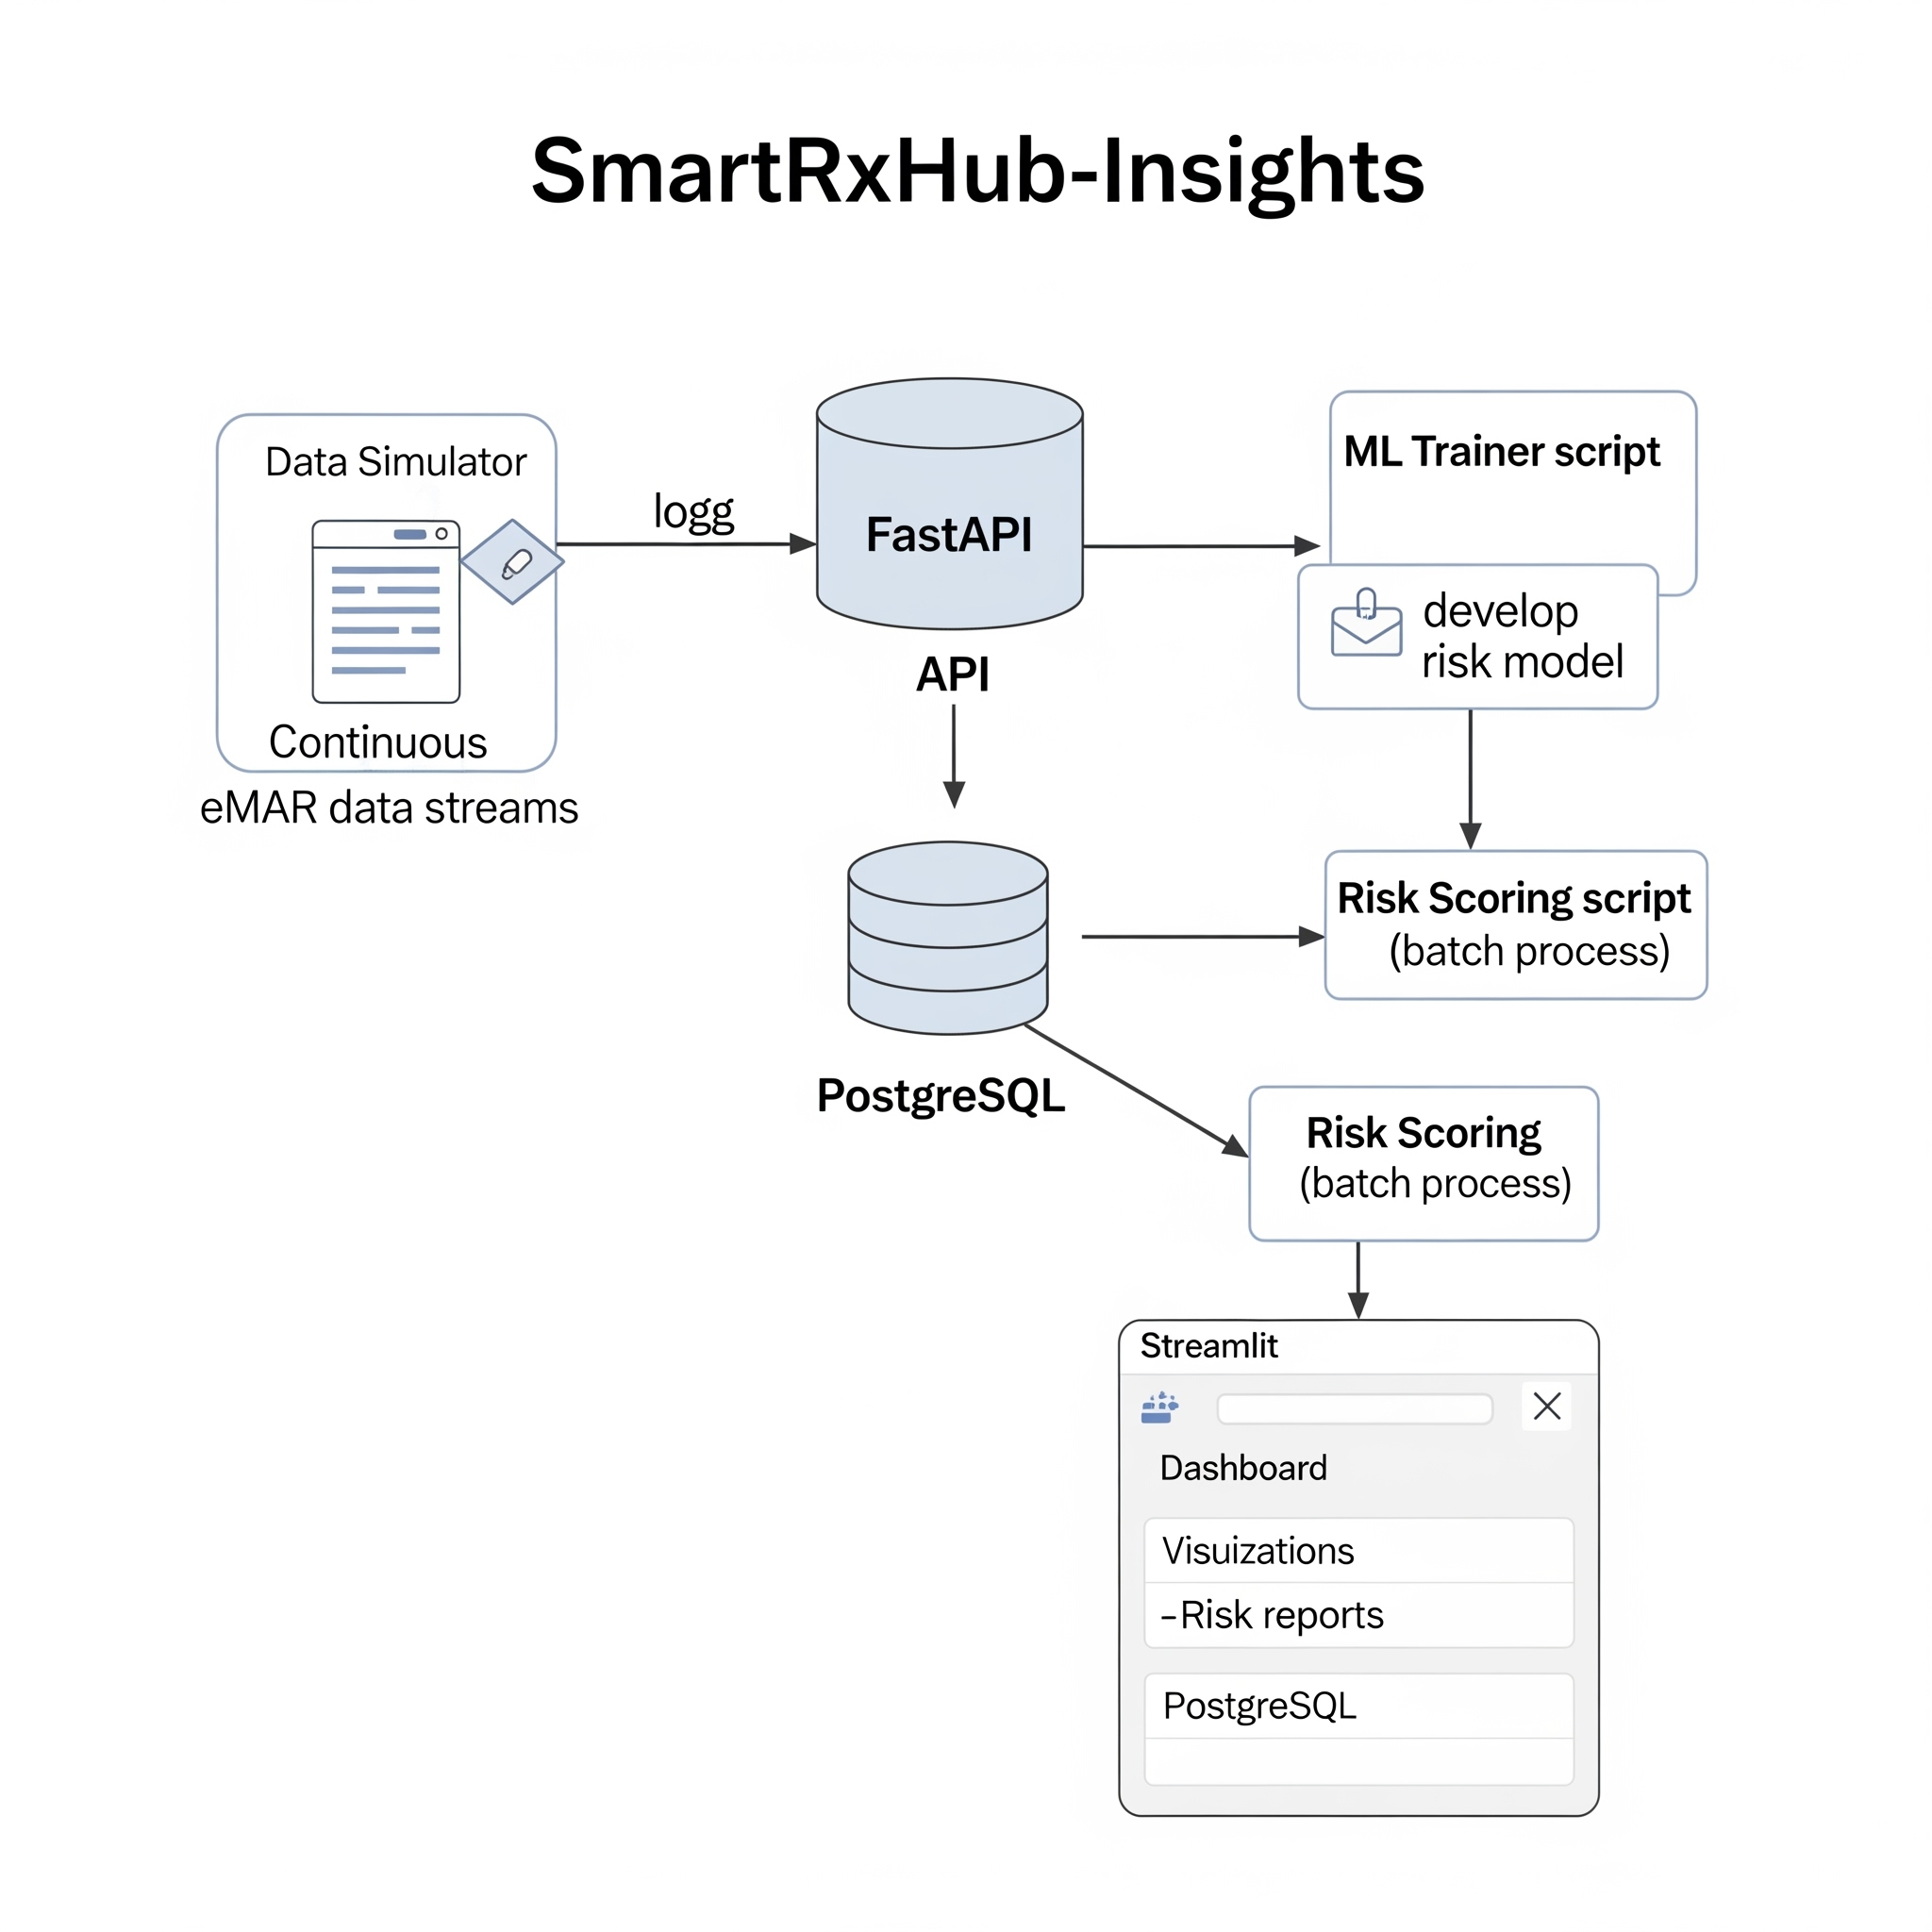 SmartRxHub-Insights
Data Simulator
Continuous
eMAR data streams
logg
FastAPI
API
ML Trainer script
develop
risk model
PostgreSQL
Risk Scoring script
(batch process)
Risk Scoring
(batch process)
Streamlit
Dashboard
Visuizations
–Risk reports
PostgreSQL